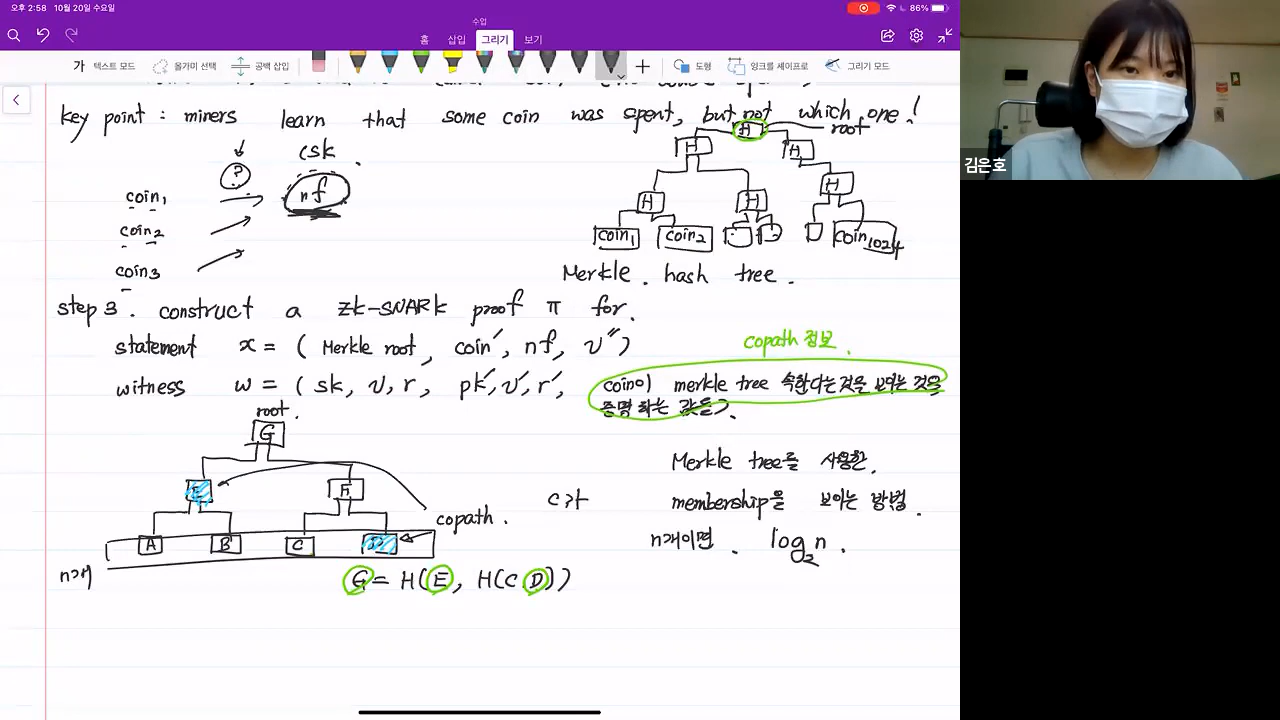 오후 2:58 10월 20일 수요일
86%
수업
홈 삽입 그리기 보기
텍스트 모드 올가미 선택 공백 삽입 도형 잉크를 셰이프로 그리기 모드
key point : miners learn that some coin was spent, but not which one!
H root
H H
H H H
coin1 coin2 coin1024
Merkle hash tree.
(sk
?
coin1 nf
coin2
coin3
step 3. construct a zk-SNARK proof π for.
statement x = ( Merkle root, coin′, nf, v″)
copath 정보.
witness w = ( sk, v, r, pk′, v′, r′, coin이 merkle tree 속한다는 것을 보이는 것을
증명 하는 값들).
root.
G
H
A B C D
copath.
n개
G = H(E, H(C, D))
Merkle tree를 사용한.
C가 membership을 보이는 방법.
n개이면. log2n.
김은호